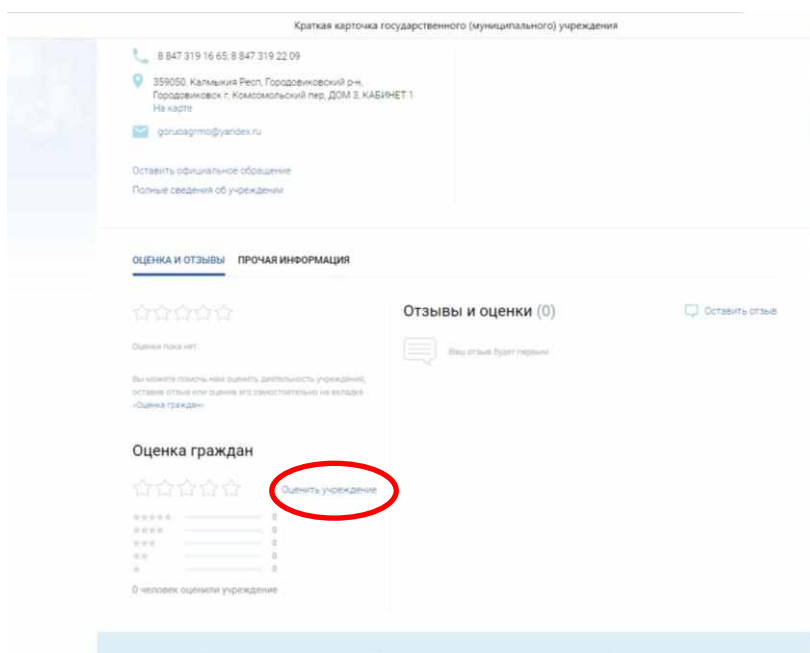 Краткая карточка государственного (муниципального) учреждения
8 847 319 16 65; 8 847 319 22 09
359050, Калмыкия Респ, Городовиковский р-н,
Городовиковск г, Комсомольский пер, ДОМ 3, КАБИНЕТ 1
На карте
goruoagrmo@yandex.ru
Оставить официальное обращение
Полные сведения об учреждении
ОЦЕНКА И ОТЗЫВЫ ПРОЧАЯ ИНФОРМАЦИЯ
Оценки пока нет
Вы можете помочь нам оценить деятельность учреждения,
оставив отзыв или оценив его самостоятельно на вкладке
«Оценка граждан»
Отзывы и оценки (0)
Оставить отзыв
Ваш отзыв будет первым
Оценка граждан
Оценить учреждение
0
0
0
0
0
0 человек оценили учреждение